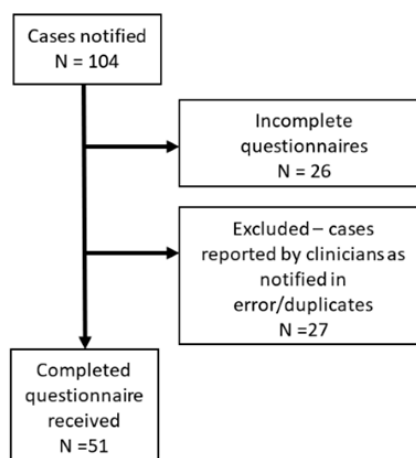 Cases notified
N = 104
Incomplete
questionnaires
N = 26
Excluded – cases
reported by clinicians as
notified in
error/duplicates
N =27
Completed
questionnaire
received
N =51